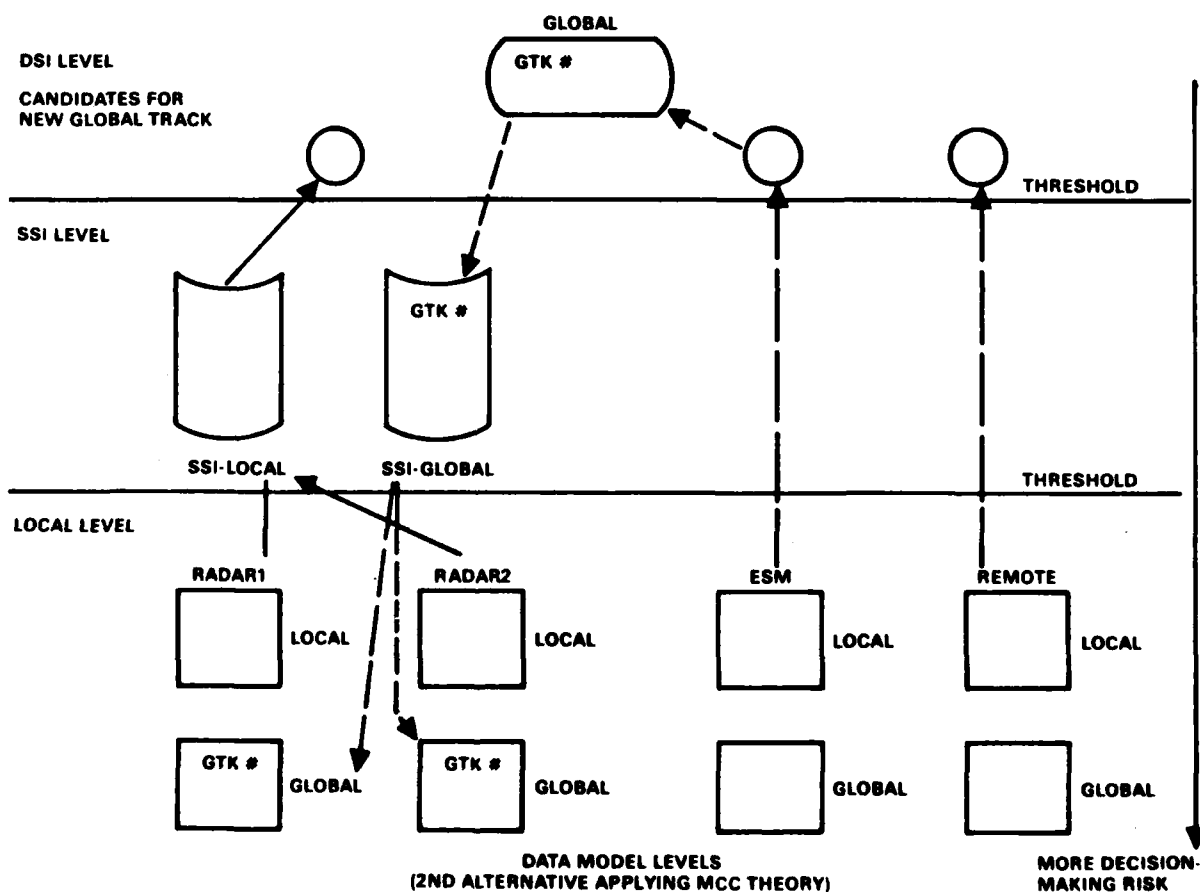 GLOBAL
DSI LEVEL
GTK #
CANDIDATES FOR
NEW GLOBAL TRACK
THRESHOLD
SSI LEVEL
GTK #
SSI-LOCAL
SSI-GLOBAL
THRESHOLD
LOCAL LEVEL
RADAR1
RADAR2
ESM
REMOTE
LOCAL
LOCAL
LOCAL
LOCAL
GTK #
GLOBAL
GTK #
GLOBAL
GLOBAL
GLOBAL
DATA MODEL LEVELS
(2ND ALTERNATIVE APPLYING MCC THEORY)
MORE DECISION-
MAKING RISK